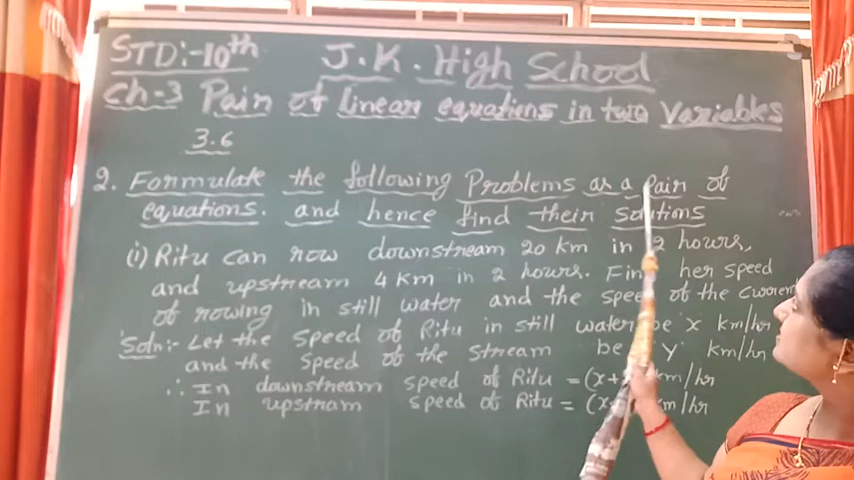 STD:-10th J.K. High School
Ch-3 Pain of linear equations in two Variables
3.6
2. Formulate the following Problems as a Pain of
equations. and hence find their solutions
(i) Ritu can row downstream 20 km in 2 hours,
and upstream 4 km in 2 hours. Find her speed
of rowing in still water and the speed of the current
Soln:- Let the speed of Ritu in still water be x km/hr
and the speed of the stream be y km/hr
∴ In downstream speed of Ritu = (x+ km/hr
In upstram speed of Ritu = (x km/hr